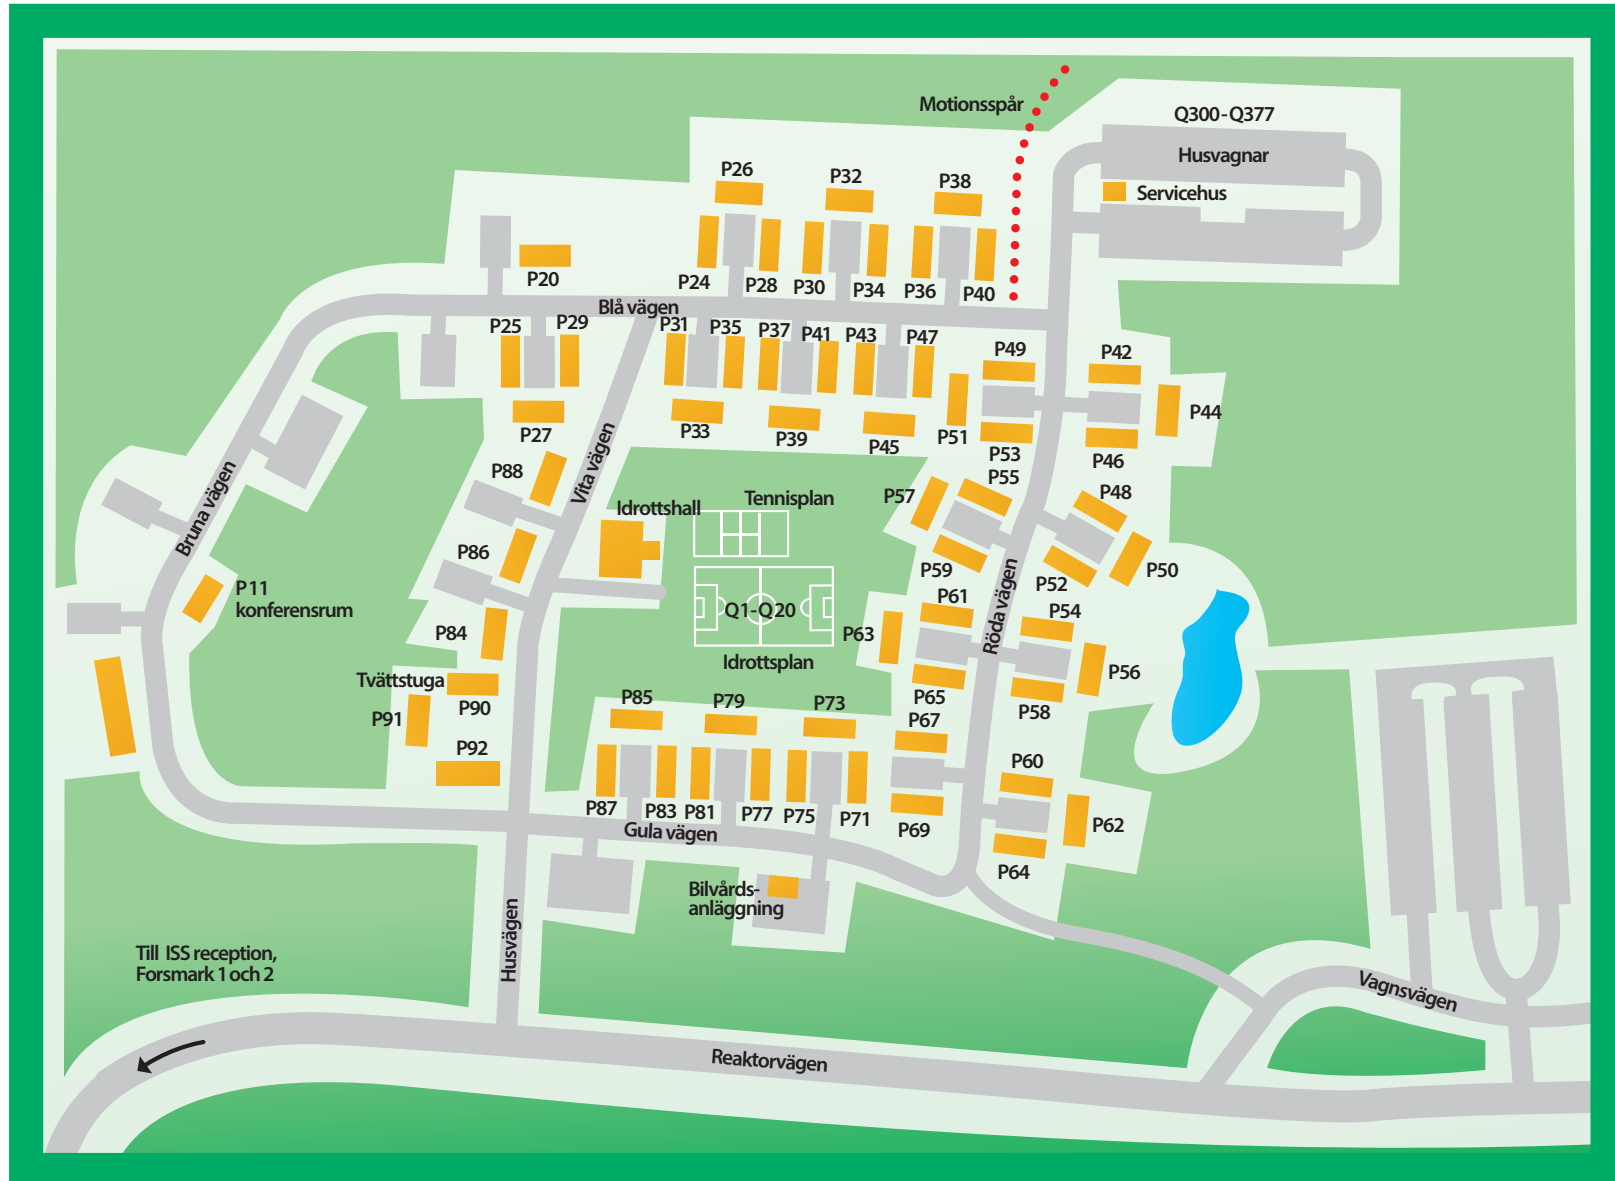 Motionsspår
Q300-Q377
Husvagnar
Servicehus
P26
P32
P38
P20
P24
P28
P30
P34
P36
P40
Blå vägen
P25
P29
P31
P35
P37
P41
P43
P47
P49
P42
P27
P33
P39
P45
P51
P53
P44
P46
P88
Vita vägen
Bruna vägen
Idrottshall
Tennisplan
P57
P55
P48
P86
P59
P52
P50
P 11
konferensrum
Q1-Q20
Idrottsplan
P84
P63
P61
Röda vägen
P54
P56
Tvättstuga
P90
P91
P92
P65
P58
P85
P79
P73
P67
P60
P87
P83
P81
P77
P75
P71
P69
P62
P64
Gula vägen
Bilvårds-
anläggning
Husvägen
Till ISS reception,
Forsmark 1 och 2
Vagnsvägen
Reaktorvägen